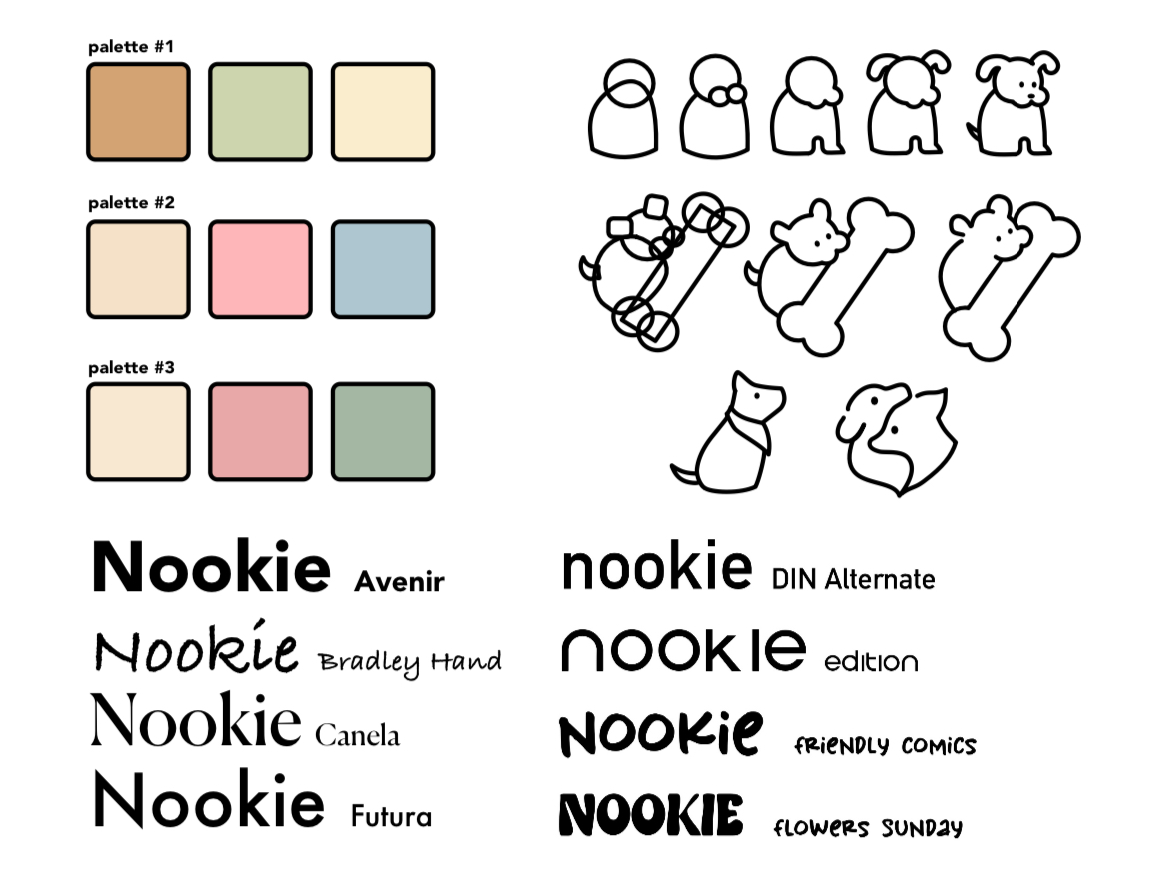 palette #1
palette #2
palette #3
Nookie Avenir
Nookie Bradley Hand
Nookie Canela
Nookie Futura
nookie DIN Alternate
nookie edition
Nookie friendly comics
NOOKIE flowers sunday